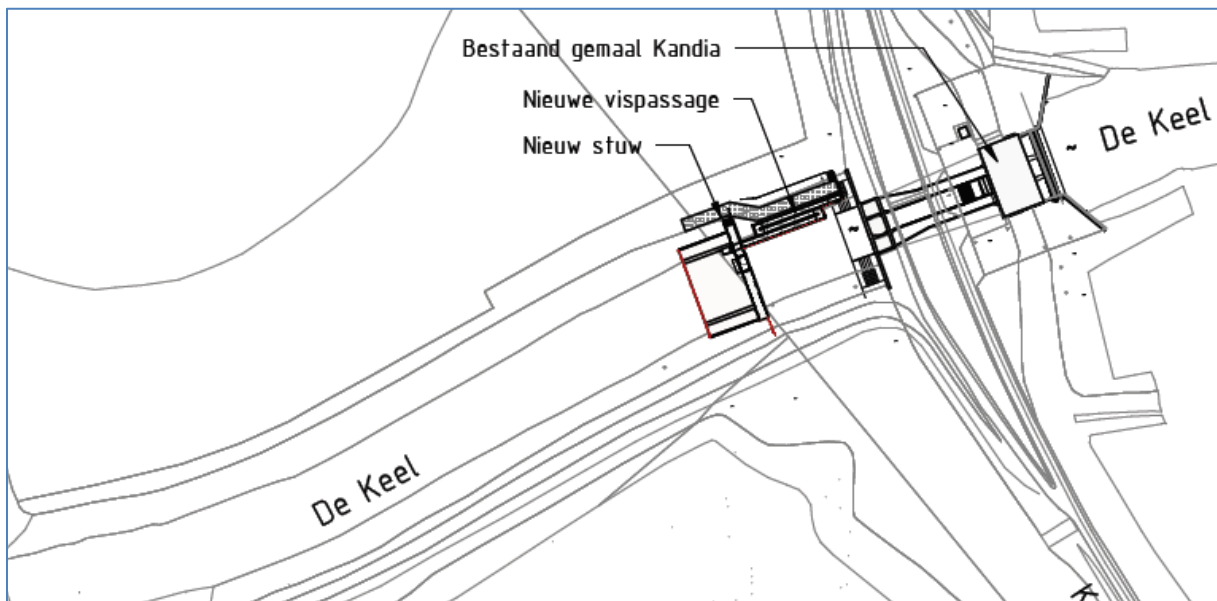 Bestaand gemaal Kandia
Nieuwe vispassage
Nieuw stuw
De Keel
De Keel
K